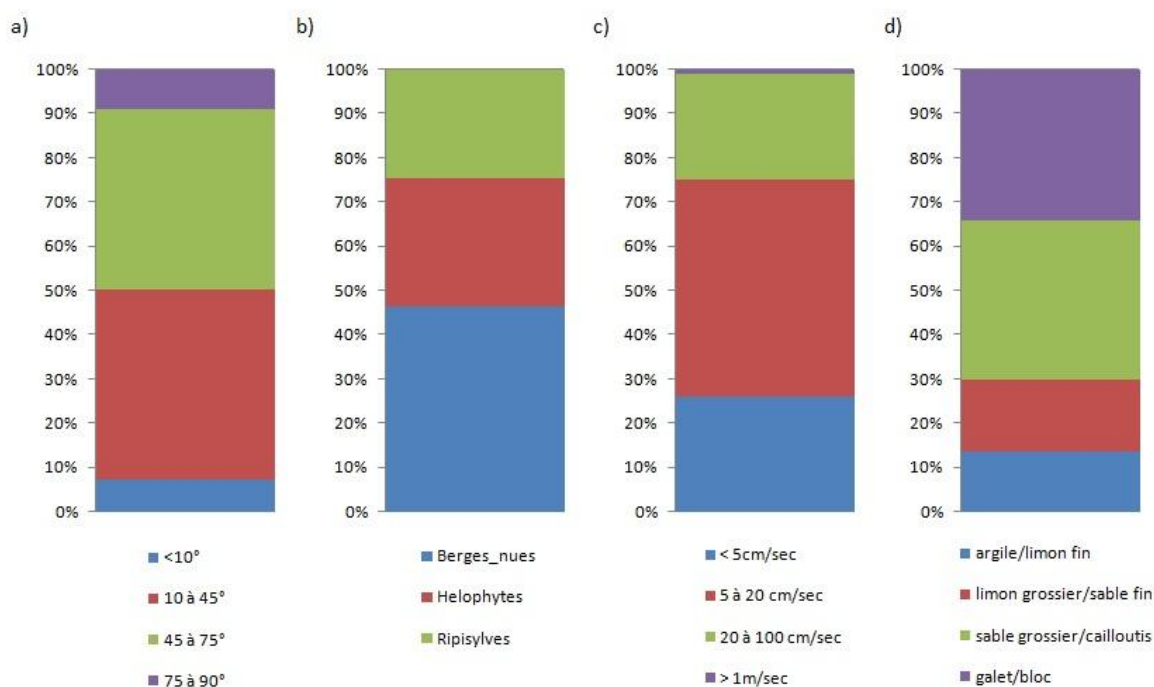 a)
100%
90%
80%
70%
60%
50%
40%
30%
20%
10%
0%
<10°
10 à 45°
45 à 75°
75 à 90°
b)
100%
90%
80%
70%
60%
50%
40%
30%
20%
10%
0%
Berges_nues
Helophytes
Ripisylves
c)
100%
90%
80%
70%
60%
50%
40%
30%
20%
10%
0%
< 5cm/sec
5 à 20 cm/sec
20 à 100 cm/sec
> 1m/sec
d)
100%
90%
80%
70%
60%
50%
40%
30%
20%
10%
0%
argile/limon fin
limon grossier/sable fin
sable grossier/cailloutis
galet/bloc